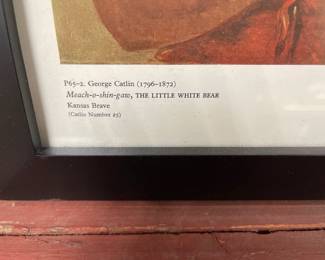 P65-2. George Catlin (1796-1872)
Meach-o-shin-gaw, THE LITTLE WHITE BEAR
Kansas Brave
(Catlin Number 25)